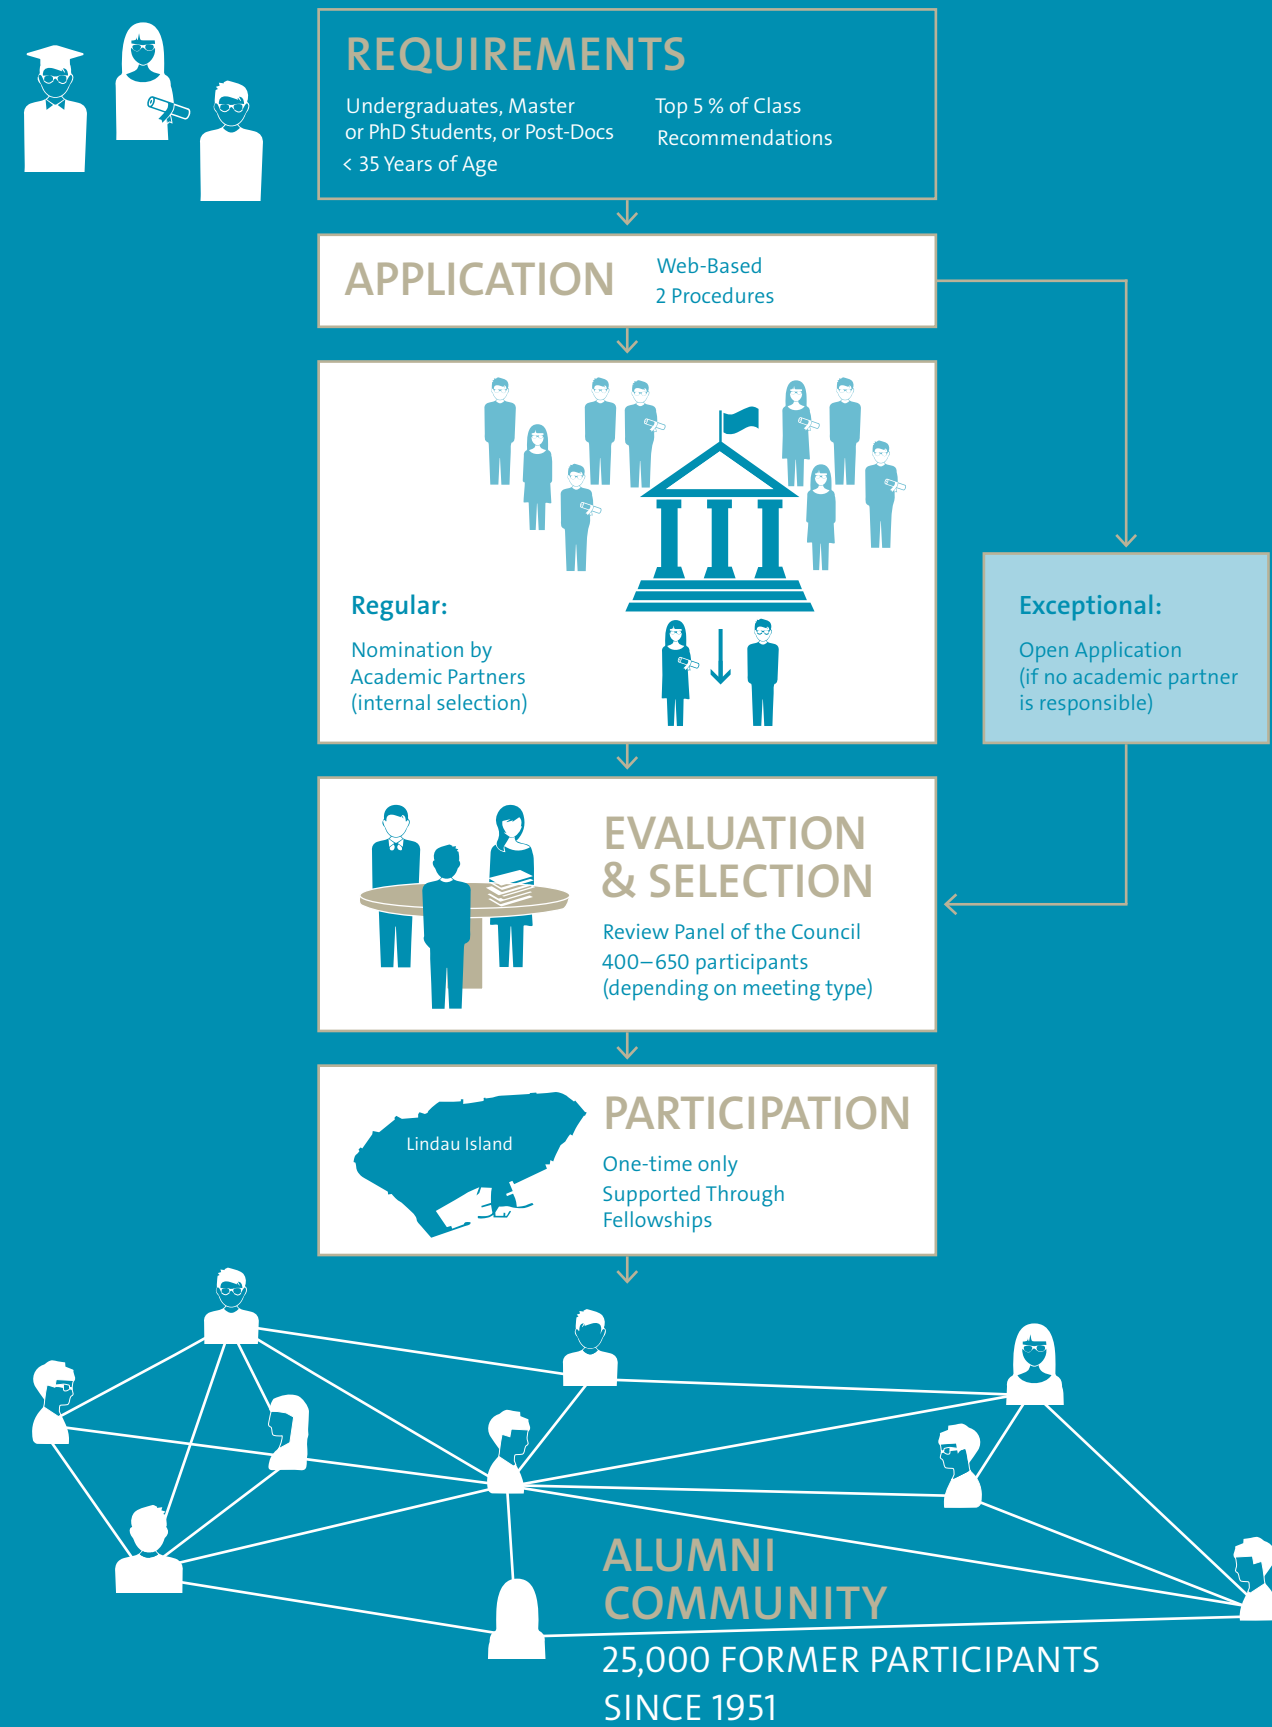 REQUIREMENTS
Undergraduates, Master
or PhD Students, or Post-Docs
< 35 Years of Age
Top 5 % of Class
Recommendations
APPLICATION
Web-Based
2 Procedures
Regular:
Nomination by
Academic Partners
(internal selection)
Exceptional:
Open Application
(if no academic partner
is responsible)
EVALUATION
& SELECTION
Review Panel of the Council
400–650 participants
(depending on meeting type)
Lindau Island
PARTICIPATION
One-time only
Supported Through
Fellowships
ALUMNI
COMMUNITY
25,000 FORMER PARTICIPANTS
SINCE 1951